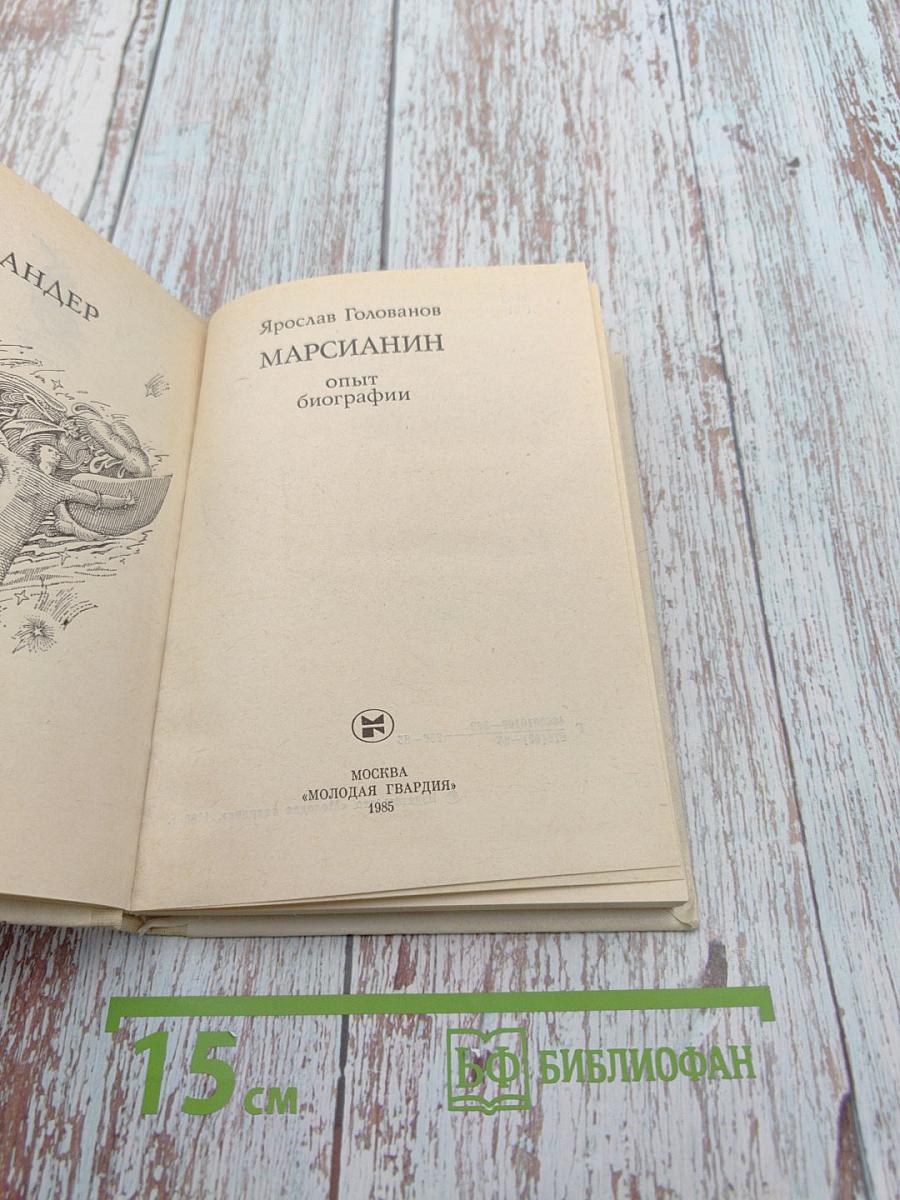 АНДЕР
Ярослав Голованов
МАРСИАНИН
опыт
биографии
МОСКВА
«МОЛОДАЯ ГВАРДИЯ»
1985
15 см
БФ БИБЛИОФАН